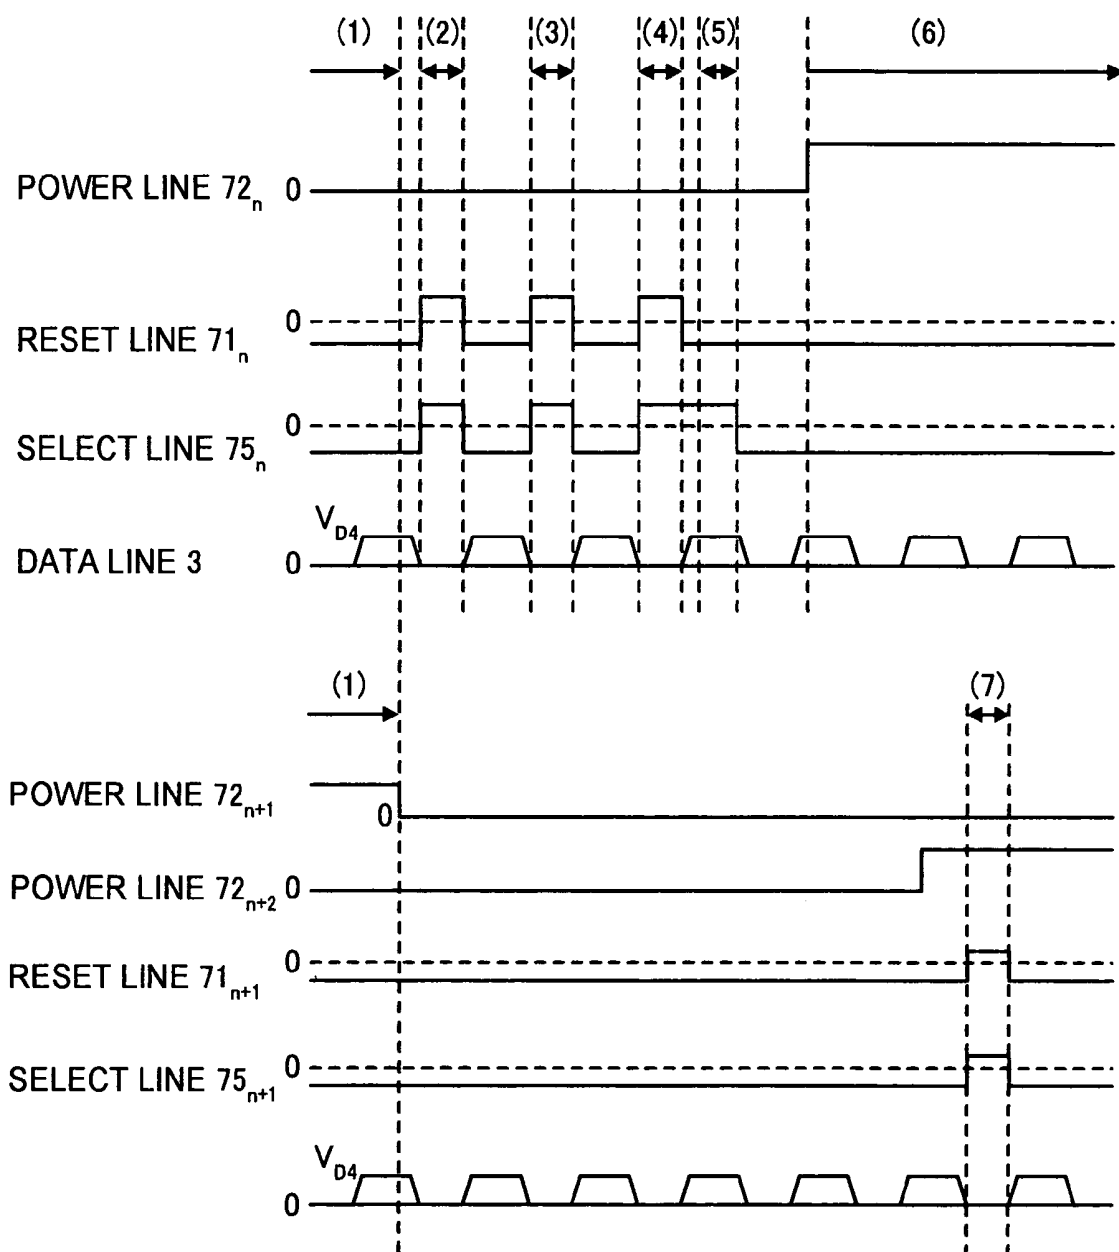 (1) (2) (3) (4) (5) (6)
POWER LINE 72n 0
RESET LINE 71n 0
SELECT LINE 75n 0
VD4
DATA LINE 3 0
(1) (7)
POWER LINE 72n+1 0
POWER LINE 72n+2 0
RESET LINE 71n+1 0
SELECT LINE 75n+1 0
VD4
0